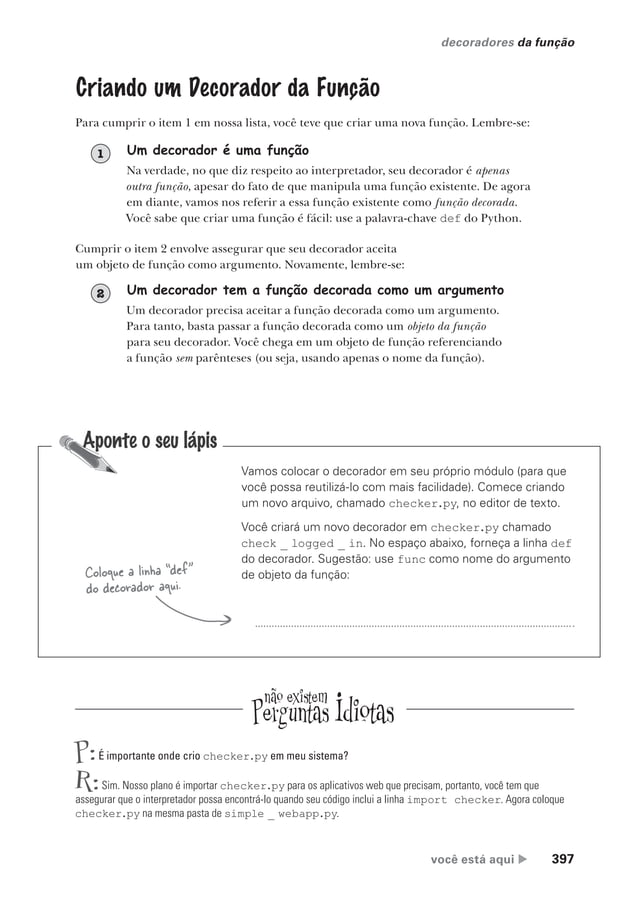 decoradores da função
Criando um Decorador da Função
Para cumprir o item 1 em nossa lista, você teve que criar uma nova função. Lembre-se:
1 Um decorador é uma função
Na verdade, no que diz respeito ao interpretador, seu decorador é apenas
outra função, apesar do fato de que manipula uma função existente. De agora
em diante, vamos nos referir a essa função existente como função decorada.
Você sabe que criar uma função é fácil: use a palavra-chave def do Python.
Cumprir o item 2 envolve assegurar que seu decorador aceita
um objeto de função como argumento. Novamente, lembre-se:
2 Um decorador tem a função decorada como um argumento
Um decorador precisa aceitar a função decorada como um argumento.
Para tanto, basta passar a função decorada como um objeto da função
para seu decorador. Você chega em um objeto de função referenciando
a função sem parênteses (ou seja, usando apenas o nome da função).
Aponte o seu lápis
Vamos colocar o decorador em seu próprio módulo (para que
você possa reutilizá-lo com mais facilidade). Comece criando
um novo arquivo, chamado checker.py, no editor de texto.
Você criará um novo decorador em checker.py chamado
check _ logged _ in. No espaço abaixo, forneça a linha def
do decorador. Sugestão: use func como nome do argumento
de objeto da função:
Coloque a linha "def"
do decorador aqui.
não existem
Perguntas Idiotas
P: É importante onde crio checker.py em meu sistema?
R: Sim. Nosso plano é importar checker.py para os aplicativos web que precisam, portanto, você tem que
assegurar que o interpretador possa encontrá-lo quando seu código inclui a linha import checker. Agora coloque
checker.py na mesma pasta de simple _ webapp.py.
você está aqui ▶ 397